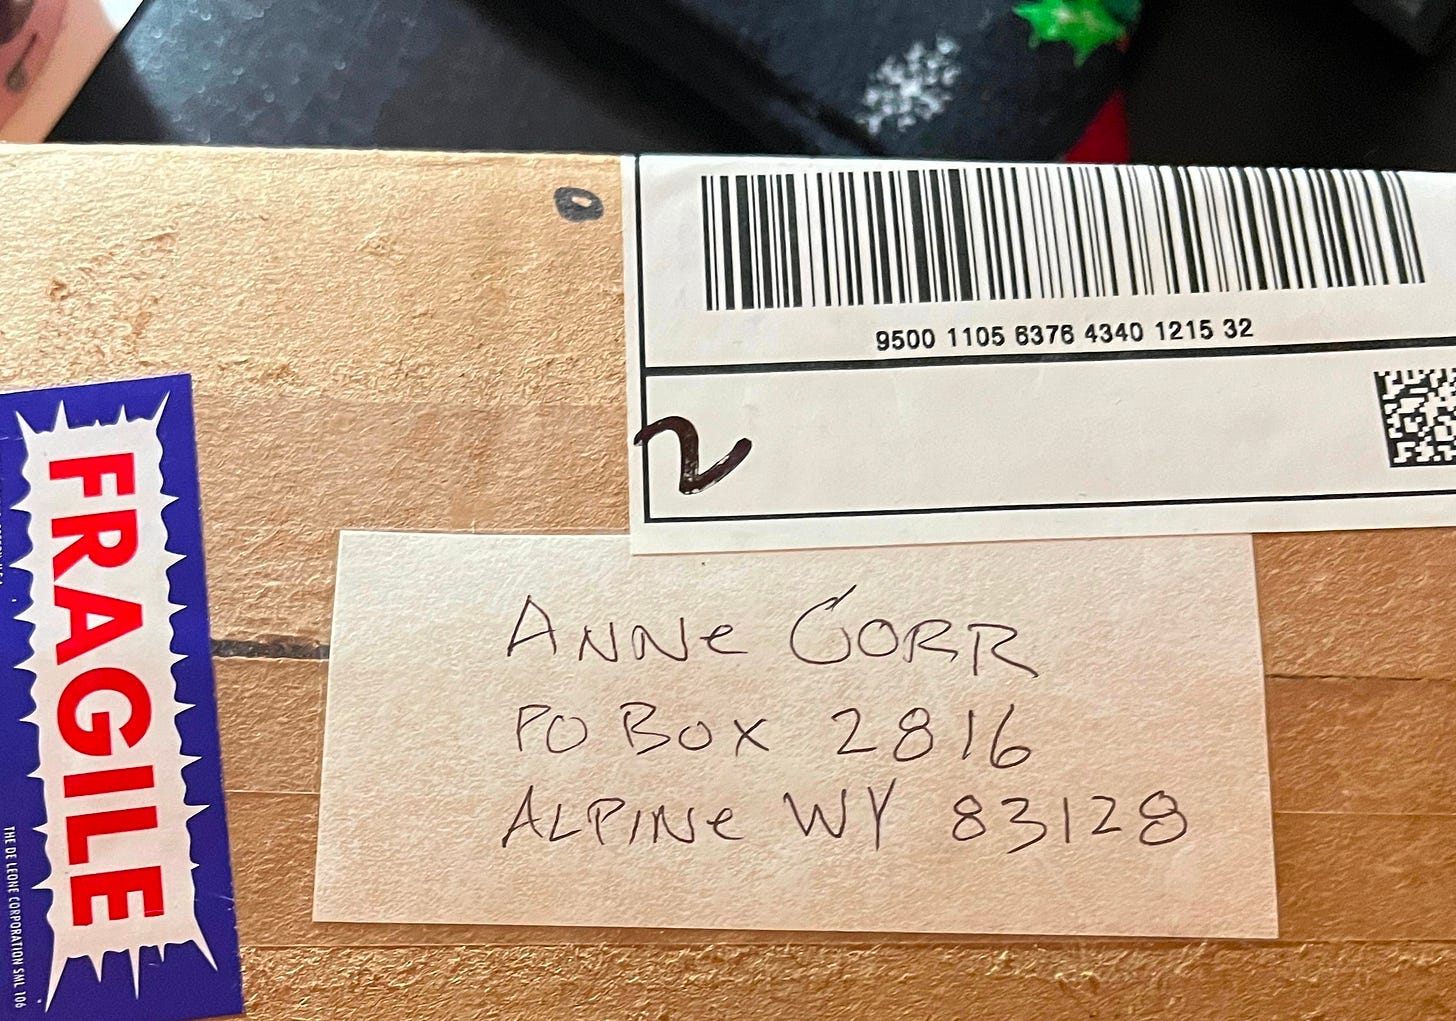 9500 1105 6376 4340 1215 32
2
FRAGILE
THE DE LEONE CORPORATION SML 106
ANNe CORR
PO BOX 2816
ALPINe WY 83128